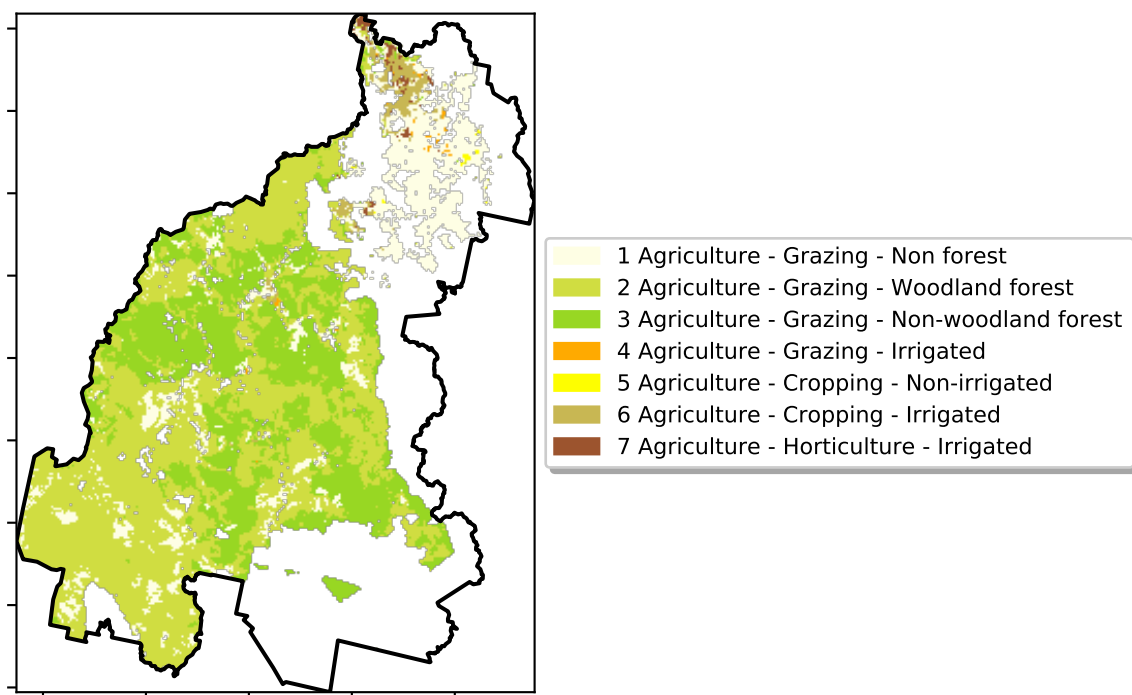 1 Agriculture - Grazing - Non forest
2 Agriculture - Grazing - Woodland forest
3 Agriculture - Grazing - Non-woodland forest
4 Agriculture - Grazing - Irrigated
5 Agriculture - Cropping - Non-irrigated
6 Agriculture - Cropping - Irrigated
7 Agriculture - Horticulture - Irrigated